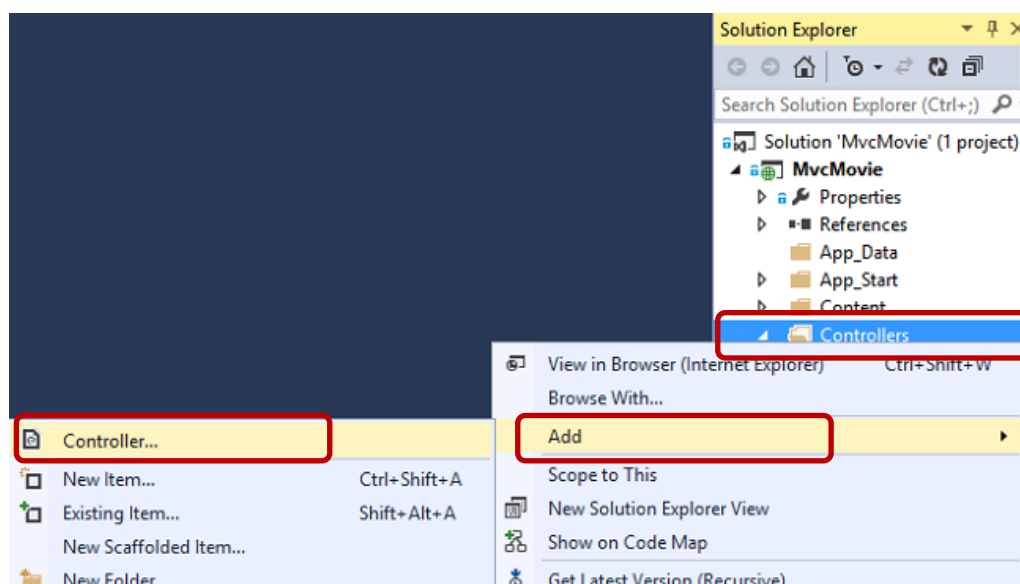 Solution Explorer
Search Solution Explorer (Ctrl+;)
Solution 'MvcMovie' (1 project)
MvcMovie
Properties
References
App_Data
App_Start
Content
Controllers
View in Browser (Internet Explorer) Ctrl+Shift+W
Browse With...
Add
Scope to This
New Solution Explorer View
Show on Code Map
Get Latest Version (Recursive)
Controller...
New Item... Ctrl+Shift+A
Existing Item... Shift+Alt+A
New Scaffolded Item...
New Folder